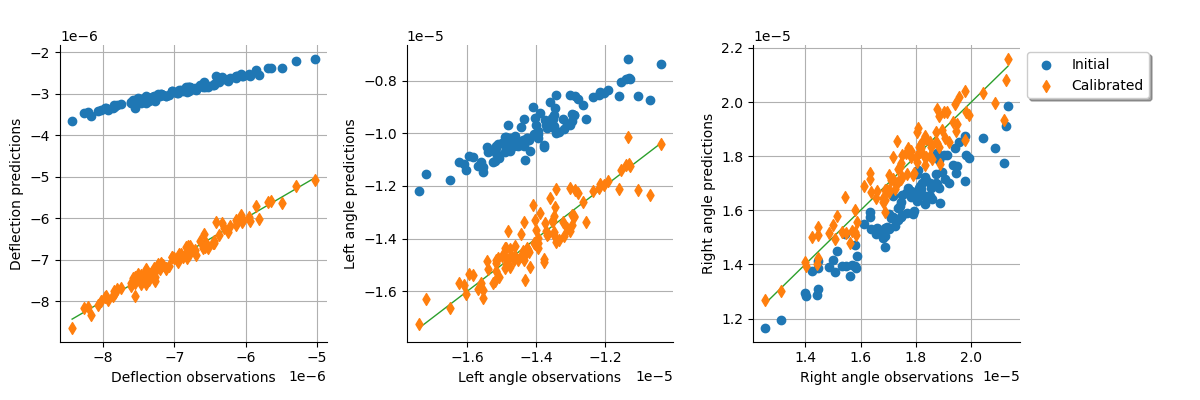 1e−6
−2
−3
−4
−5
−6
−7
−8
Deflection predictions
−8 −7 −6 −5
Deflection observations 1e−6
1e−5
−0.8
−1.0
−1.2
−1.4
−1.6
Left angle predictions
−1.6 −1.4 −1.2
Left angle observations 1e−5
1e−5
2.2
2.0
1.8
1.6
1.4
1.2
Right angle predictions
1.4 1.6 1.8 2.0
Right angle observations 1e−5
Initial
Calibrated